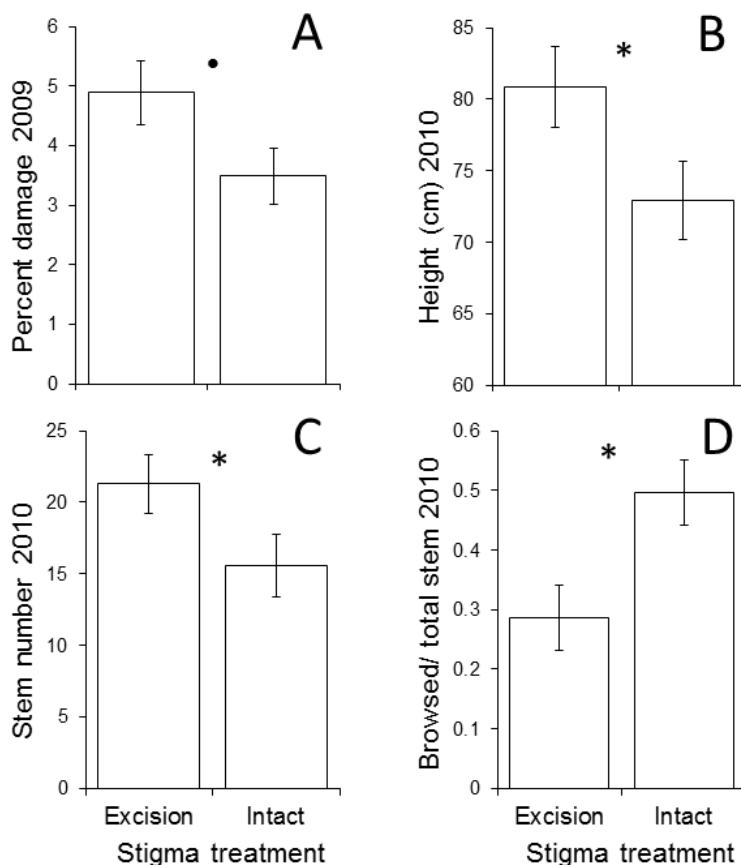 A
Percent damage 2009
6
5
4
3
2
1
0
•
B
Height (cm) 2010
85
80
75
70
65
60
*
C
Stem number 2010
25
20
15
10
5
0
*
Excision Intact
Stigma treatment
D
Browsed/ total stem 2010
0.6
0.5
0.4
0.3
0.2
0.1
0
*
Excision Intact
Stigma treatment